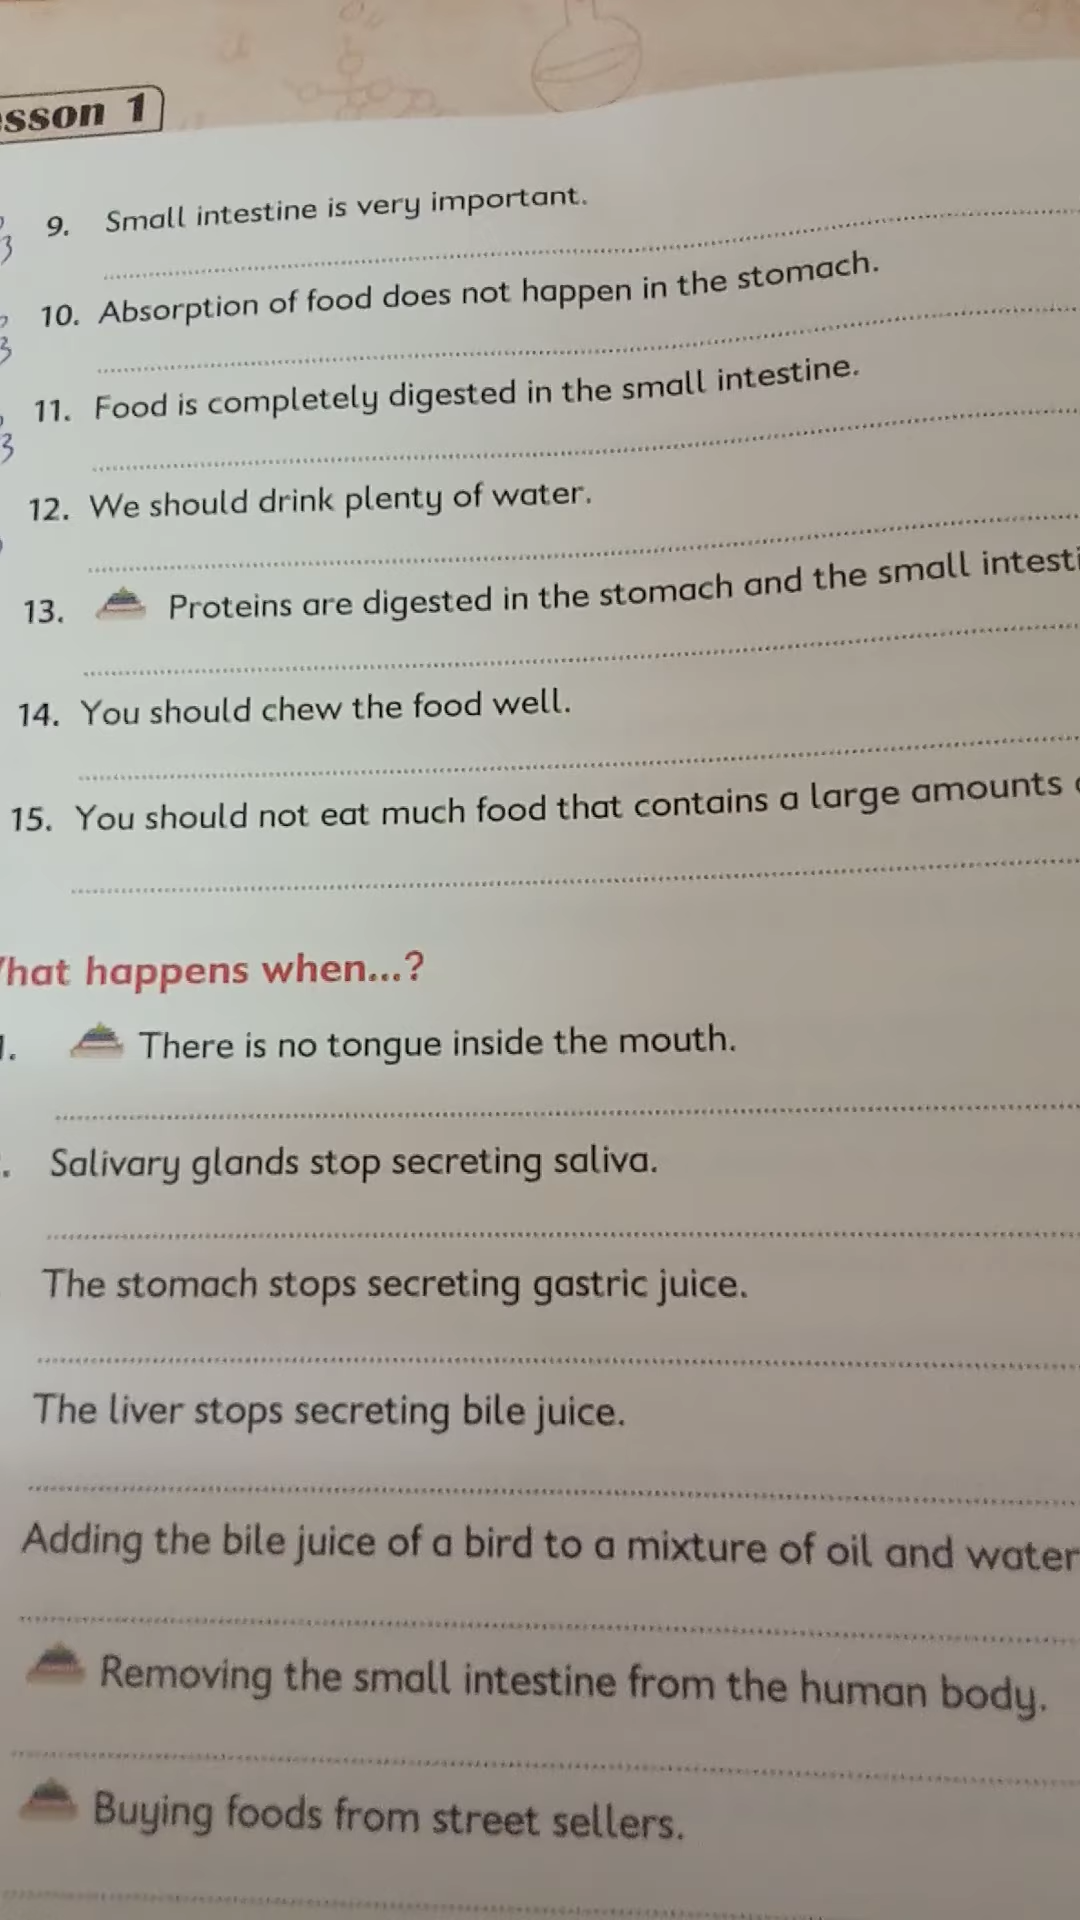 sson 1
9. Small intestine is very important.
10. Absorption of food does not happen in the stomach.
11. Food is completely digested in the small intestine.
12. We should drink plenty of water.
13. Proteins are digested in the stomach and the small intesti
14. You should chew the food well.
15. You should not eat much food that contains a large amounts
hat happens when...?
1. There is no tongue inside the mouth.
. Salivary glands stop secreting saliva.
The stomach stops secreting gastric juice.
The liver stops secreting bile juice.
Adding the bile juice of a bird to a mixture of oil and water
Removing the small intestine from the human body.
Buying foods from street sellers.